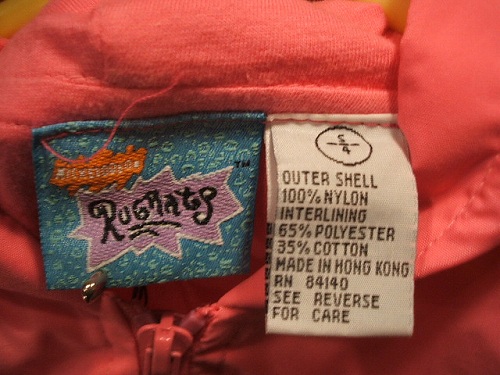 NICKELODEON
RUGRATS
TM
S
4
OUTER SHELL
100% NYLON
INTERLINING
65% POLYESTER
35% COTTON
MADE IN HONG KONG
RN 84140
SEE REVERSE
FOR CARE